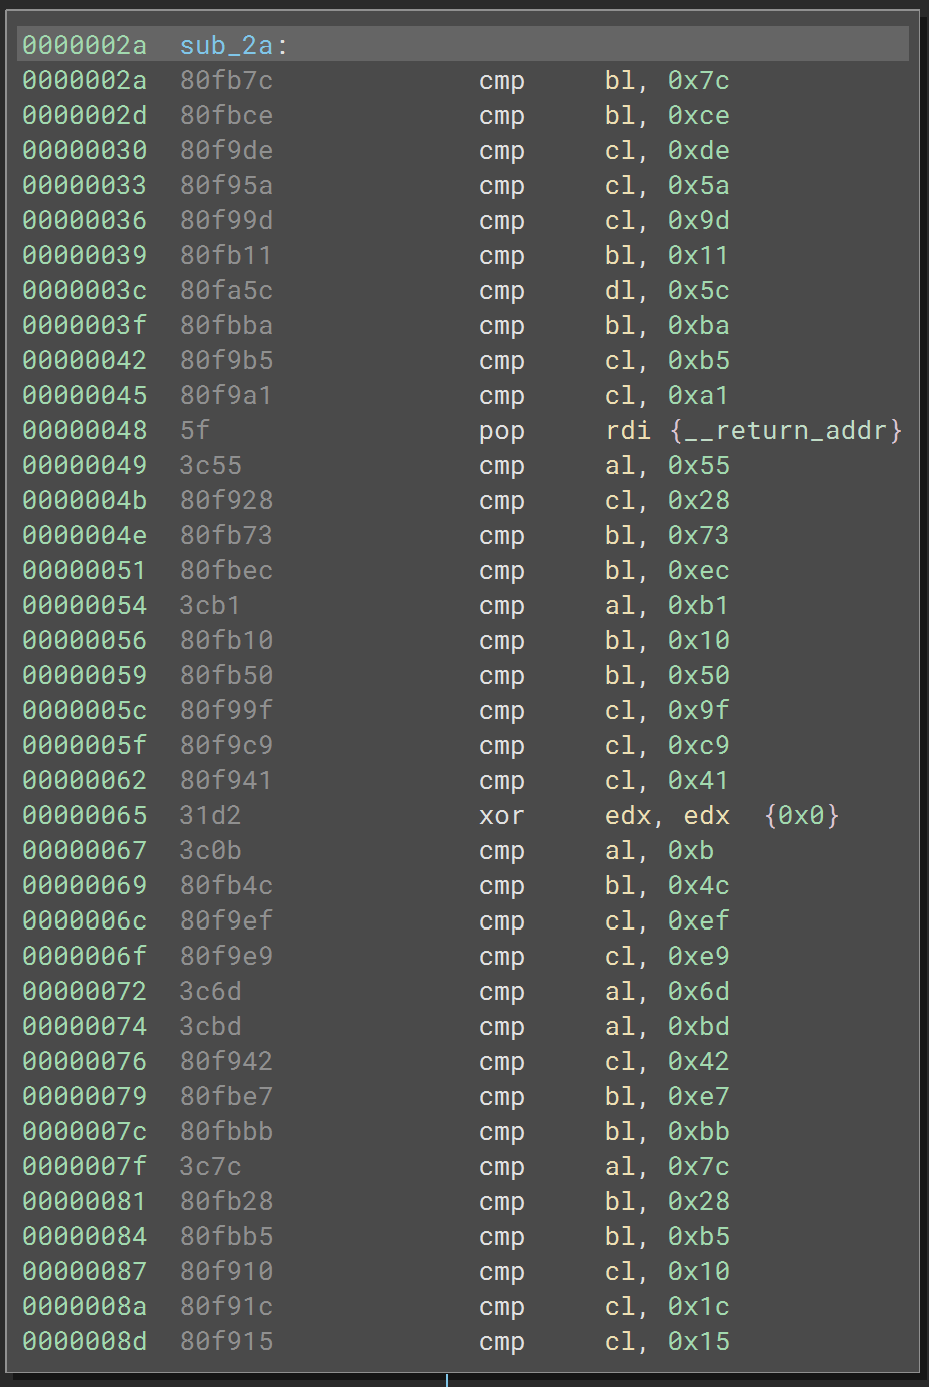 0000002a sub_2a:
0000002a 80fb7c cmp bl, 0x7c
0000002d 80fbce cmp bl, 0xce
00000030 80f9de cmp cl, 0xde
00000033 80f95a cmp cl, 0x5a
00000036 80f99d cmp cl, 0x9d
00000039 80fb11 cmp bl, 0x11
0000003c 80fa5c cmp dl, 0x5c
0000003f 80fbba cmp bl, 0xba
00000042 80f9b5 cmp cl, 0xb5
00000045 80f9a1 cmp cl, 0xa1
00000048 5f pop rdi {__return_addr}
00000049 3c55 cmp al, 0x55
0000004b 80f928 cmp cl, 0x28
0000004e 80fb73 cmp bl, 0x73
00000051 80fbec cmp bl, 0xec
00000054 3cb1 cmp al, 0xb1
00000056 80fb10 cmp bl, 0x10
00000059 80fb50 cmp bl, 0x50
0000005c 80f99f cmp cl, 0x9f
0000005f 80f9c9 cmp cl, 0xc9
00000062 80f941 cmp cl, 0x41
00000065 31d2 xor edx, edx {0x0}
00000067 3c0b cmp al, 0xb
00000069 80fb4c cmp bl, 0x4c
0000006c 80f9ef cmp cl, 0xef
0000006f 80f9e9 cmp cl, 0xe9
00000072 3c6d cmp al, 0x6d
00000074 3cbd cmp al, 0xbd
00000076 80f942 cmp cl, 0x42
00000079 80fbe7 cmp bl, 0xe7
0000007c 80fbbb cmp bl, 0xbb
0000007f 3c7c cmp al, 0x7c
00000081 80fb28 cmp bl, 0x28
00000084 80fbb5 cmp bl, 0xb5
00000087 80f910 cmp cl, 0x10
0000008a 80f91c cmp cl, 0x1c
0000008d 80f915 cmp cl, 0x15